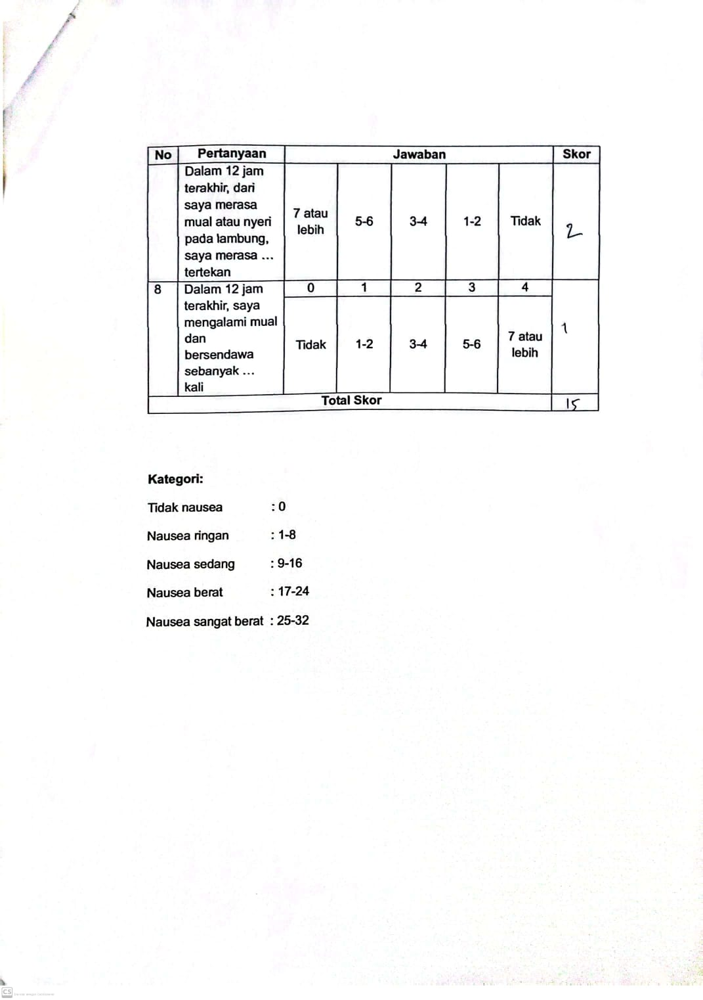 No Pertanyaan Jawaban Skor
Dalam 12 jam
terakhir, dari
saya merasa
mual atau nyeri
pada lambung,
saya merasa ...
tertekan
7 atau
lebih
5-6 3-4 1-2 Tidak 2
8 Dalam 12 jam
terakhir, saya
mengalami mual
dan
bersendawa
sebanyak ...
kali
0 1 2 3 4
Tidak 1-2 3-4 5-6
7 atau
lebih
1
Total Skor 15
Kategori:
Tidak nausea : 0
Nausea ringan : 1-8
Nausea sedang : 9-16
Nausea berat : 17-24
Nausea sangat berat : 25-32
CS